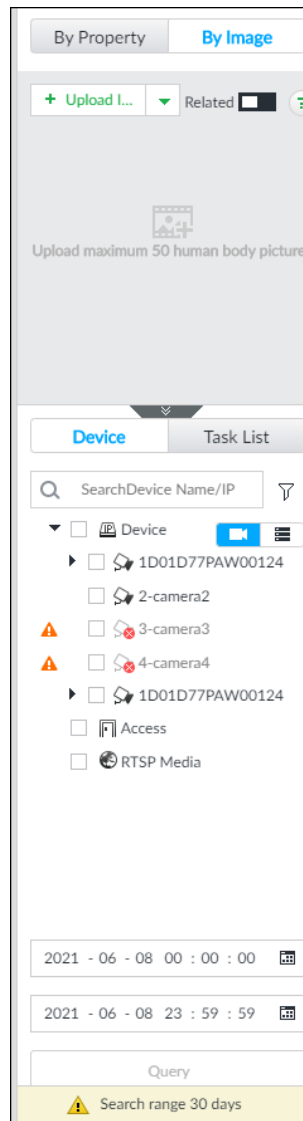 By Property By Image
+ Upload I... Related
Upload maximum 50 human body picture
Device Task List
SearchDevice Name/IP
Device
1D01D77PAW00124
2-camera2
3-camera3
4-camera4
1D01D77PAW00124
Access
RTSP Media
2021 - 06 - 08 00 : 00 : 00
2021 - 06 - 08 23 : 59 : 59
Query
Search range 30 days